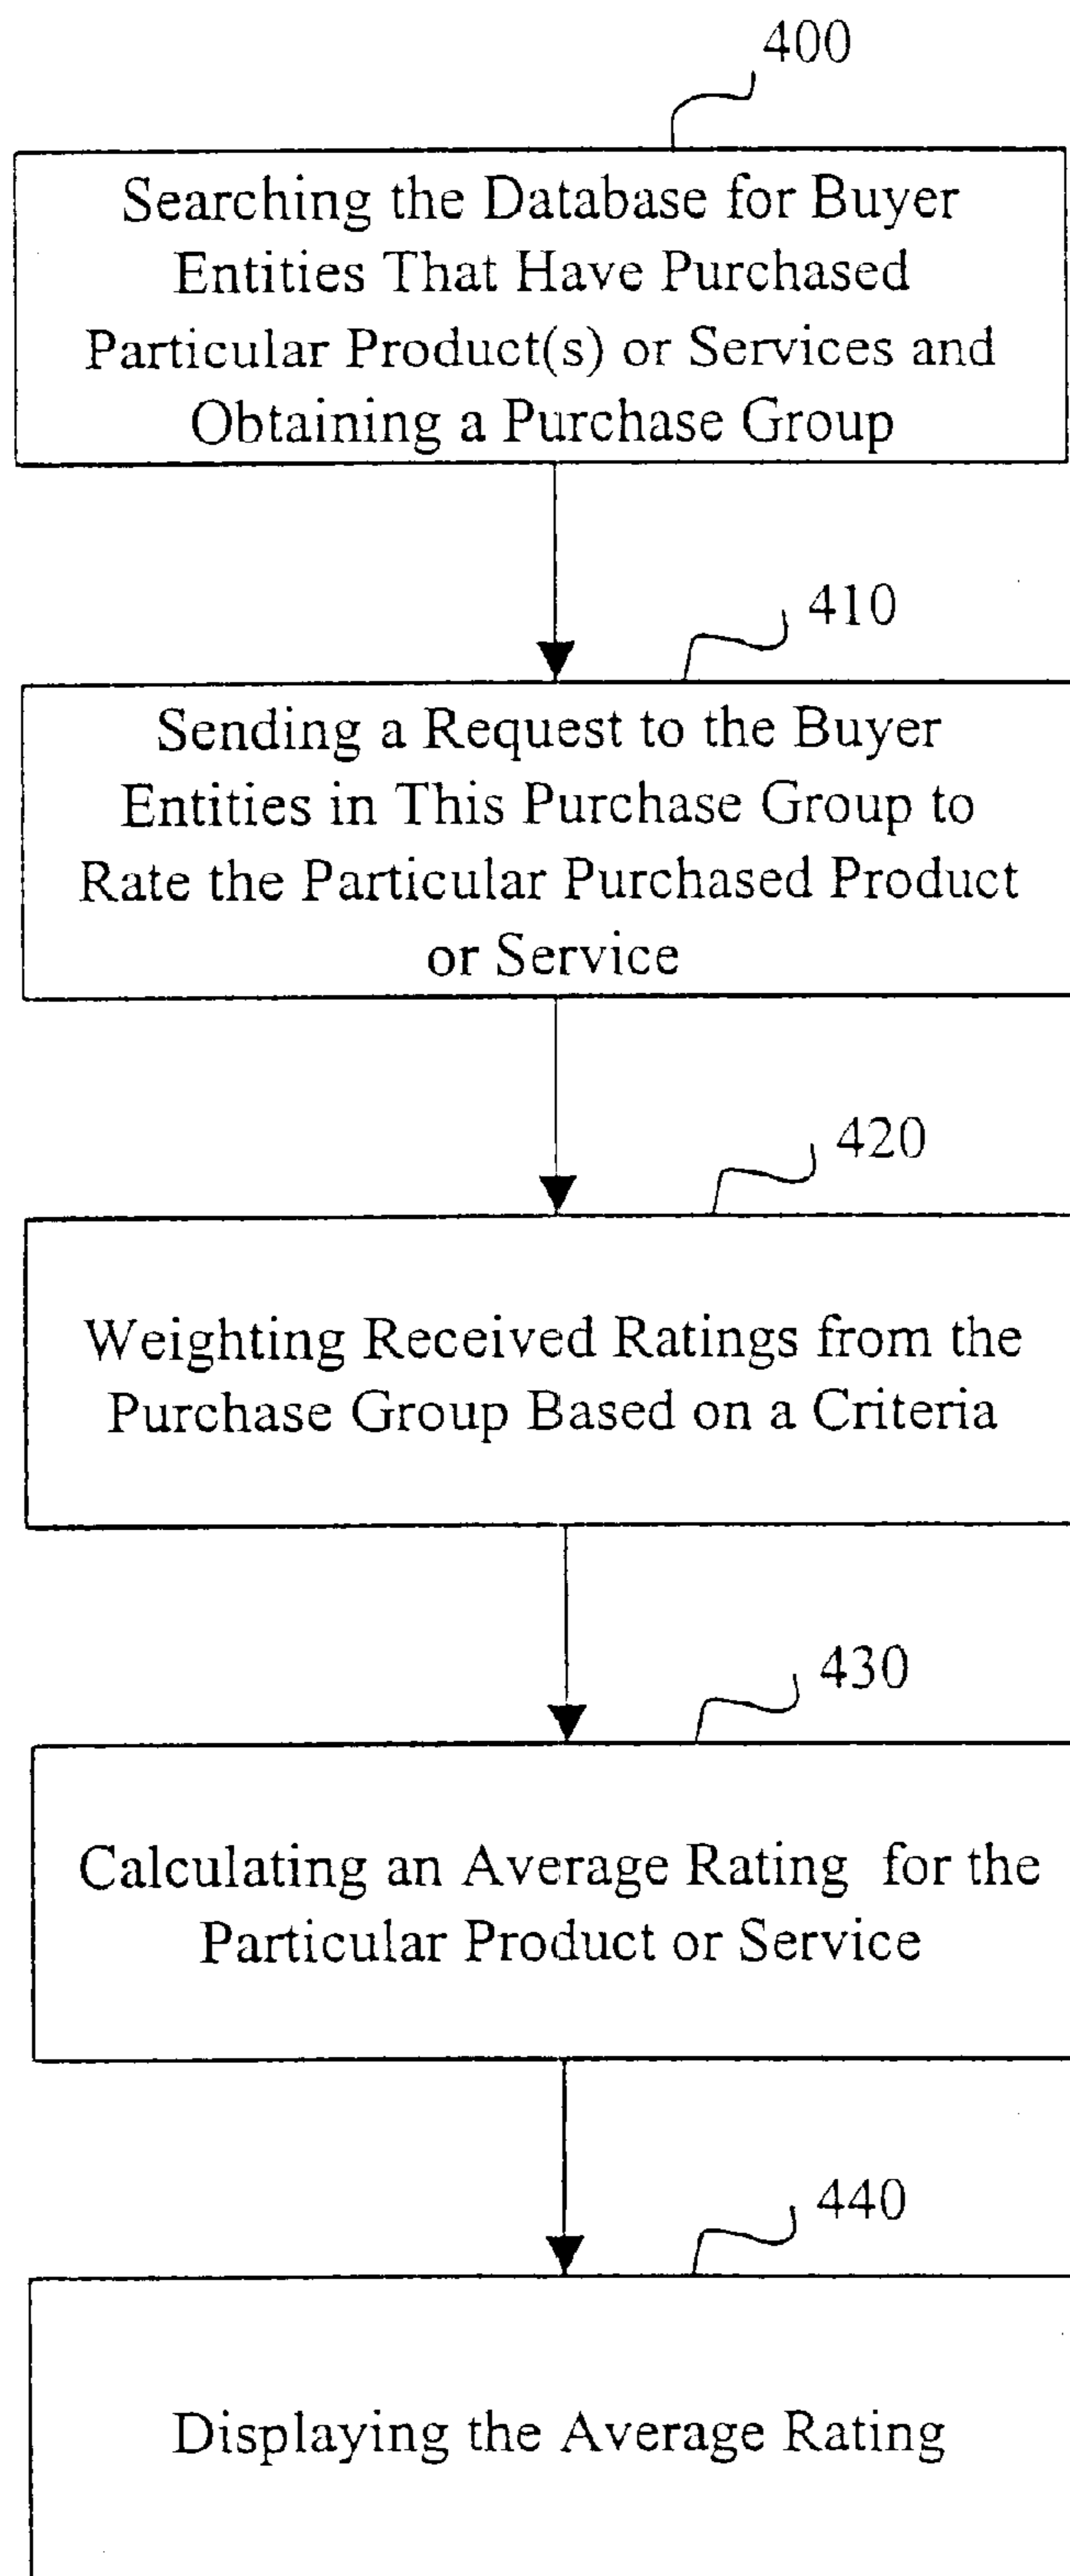 400
Searching the Database for Buyer
Entities That Have Purchased
Particular Product(s) or Services and
Obtaining a Purchase Group
410
Sending a Request to the Buyer
Entities in This Purchase Group to
Rate the Particular Purchased Product
or Service
420
Weighting Received Ratings from the
Purchase Group Based on a Criteria
430
Calculating an Average Rating for the
Particular Product or Service
440
Displaying the Average Rating